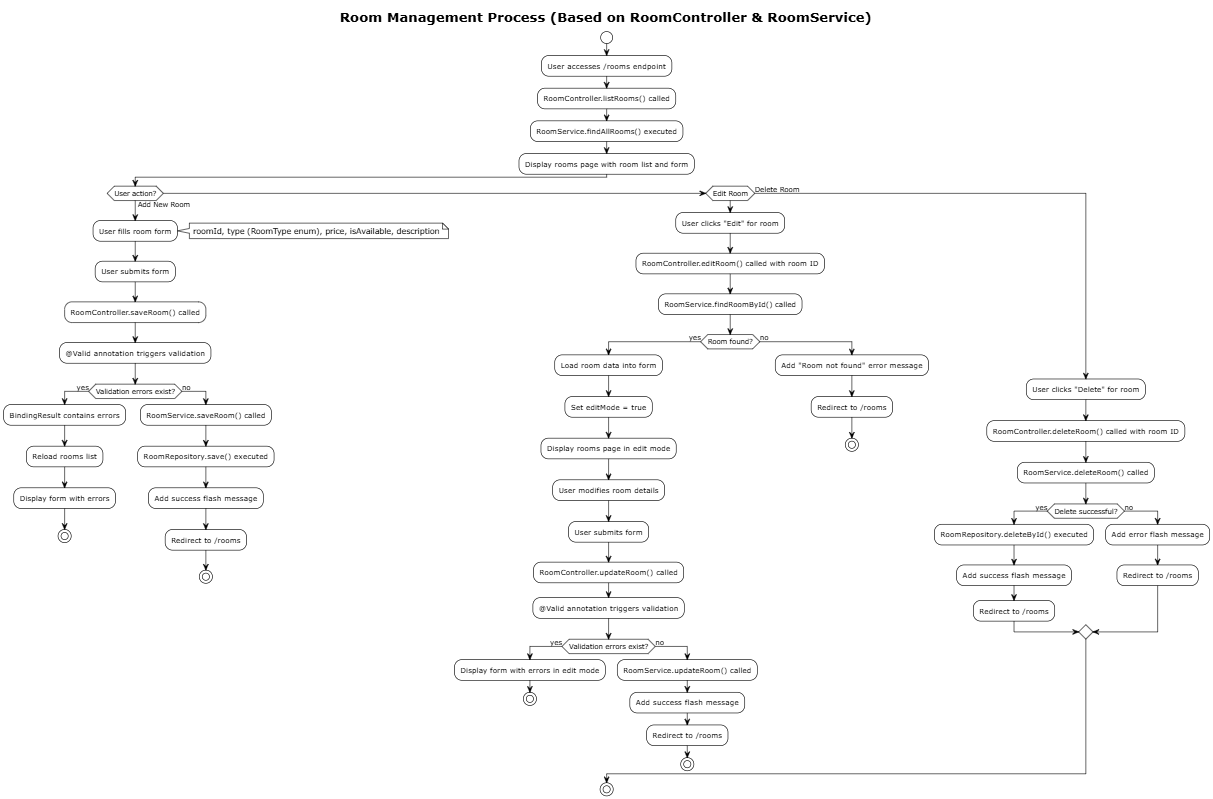 Room Management Process (Based on RoomController & RoomService)
User accesses /rooms endpoint
RoomController.listRooms() called
RoomService.findAllRooms() executed
Display rooms page with room list and form
User action?
Add New Room
User fills room form
roomId, type (RoomType enum), price, isAvailable, description
User submits form
RoomController.saveRoom() called
@Valid annotation triggers validation
yes
Validation errors exist?
no
BindingResult contains errors
Reload rooms list
Display form with errors
RoomService.saveRoom() called
RoomRepository.save() executed
Add success flash message
Redirect to /rooms
Edit Room
User clicks "Edit" for room
RoomController.editRoom() called with room ID
RoomService.findRoomById() called
yes
Room found?
no
Load room data into form
Set editMode = true
Display rooms page in edit mode
User modifies room details
User submits form
RoomController.updateRoom() called
@Valid annotation triggers validation
yes
Validation errors exist?
no
Display form with errors in edit mode
RoomService.updateRoom() called
Add success flash message
Redirect to /rooms
Add "Room not found" error message
Redirect to /rooms
Delete Room
User clicks "Delete" for room
RoomController.deleteRoom() called with room ID
RoomService.deleteRoom() called
yes
Delete successful?
no
RoomRepository.deleteById() executed
Add success flash message
Redirect to /rooms
Add error flash message
Redirect to /rooms